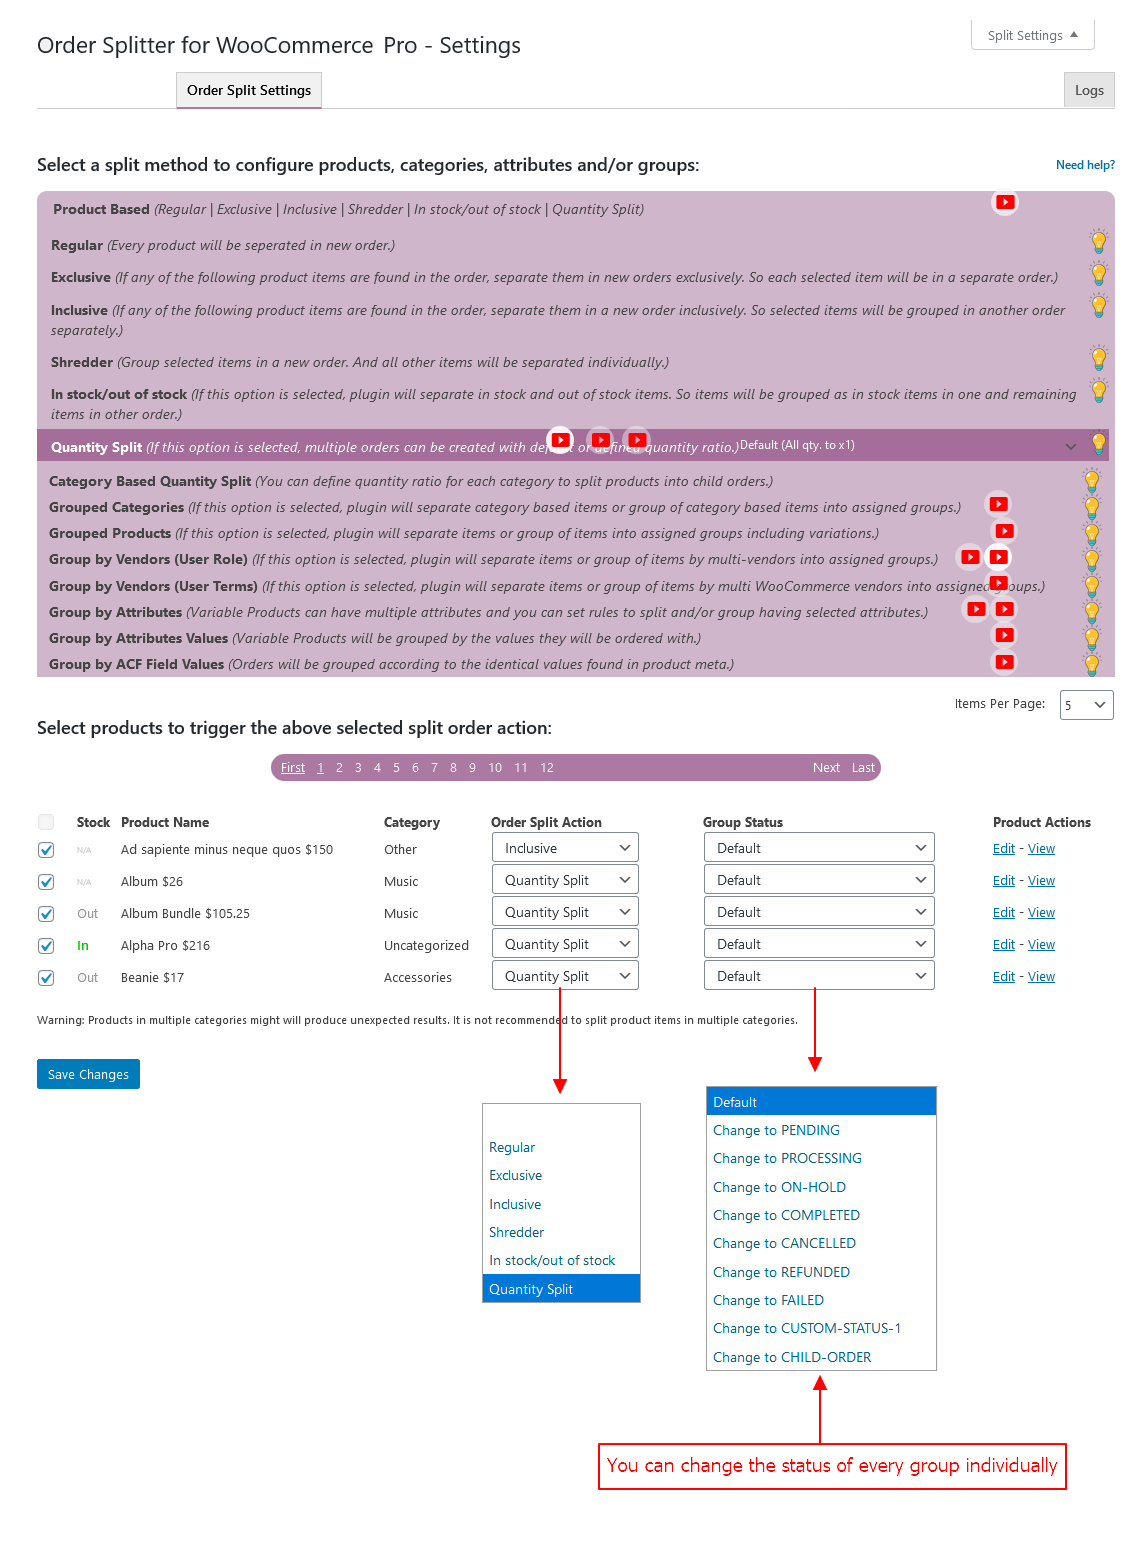 Order Splitter for WooCommerce Pro - Settings
Split Settings
Order Split Settings
Logs
Select a split method to configure products, categories, attributes and/or groups:
Need help?
Product Based (Regular | Exclusive | Inclusive | Shredder | In stock/out of stock | Quantity Split)
Regular (Every product will be seperated in new order.)
Exclusive (If any of the following product items are found in the order, separate them in new orders exclusively. So each selected item will be in a separate order.)
Inclusive (If any of the following product items are found in the order, separate them in a new order inclusively. So selected items will be grouped in another order
separately.)
Shredder (Group selected items in a new order. And all other items will be separated individually.)
In stock/out of stock (If this option is selected, plugin will separate in stock and out of stock items. So items will be grouped as in stock items in one and remaining
items in other order.)
Quantity Split (If this option is selected, multiple orders can be created with default or defined quantity ratio.) Default (All qty. to x1)
Category Based Quantity Split (You can define quantity ratio for each category to split products into child orders.)
Grouped Categories (If this option is selected, plugin will separate category based items or group of category based items into assigned groups.)
Grouped Products (If this option is selected, plugin will separate items or group of items into assigned groups including variations.)
Group by Vendors (User Role) (If this option is selected, plugin will separate items or group of items by multi-vendors into assigned groups.)
Group by Vendors (User Terms) (If this option is selected, plugin will separate items or group of items by multi WooCommerce vendors into assigned groups.)
Group by Attributes (Variable Products can have multiple attributes and you can set rules to split and/or group having selected attributes.)
Group by Attributes Values (Variable Products will be grouped by the values they will be ordered with.)
Group by ACF Field Values (Orders will be grouped according to the identical values found in product meta.)
Items Per Page: 5
Select products to trigger the above selected split order action:
First 1 2 3 4 5 6 7 8 9 10 11 12 Next Last
Stock Product Name Category Order Split Action Group Status Product Actions
N/A Ad sapiente minus neque quos $150 Other Inclusive Default Edit - View
N/A Album $26 Music Quantity Split Default Edit - View
Out Album Bundle $105.25 Music Quantity Split Default Edit - View
In Alpha Pro $216 Uncategorized Quantity Split Default Edit - View
Out Beanie $17 Accessories Quantity Split Default Edit - View
Warning: Products in multiple categories might will produce unexpected results. It is not recommended to split product items in multiple categories.
Save Changes
Regular
Exclusive
Inclusive
Shredder
In stock/out of stock
Quantity Split
Default
Change to PENDING
Change to PROCESSING
Change to ON-HOLD
Change to COMPLETED
Change to CANCELLED
Change to REFUNDED
Change to FAILED
Change to CUSTOM-STATUS-1
Change to CHILD-ORDER
You can change the status of every group individually